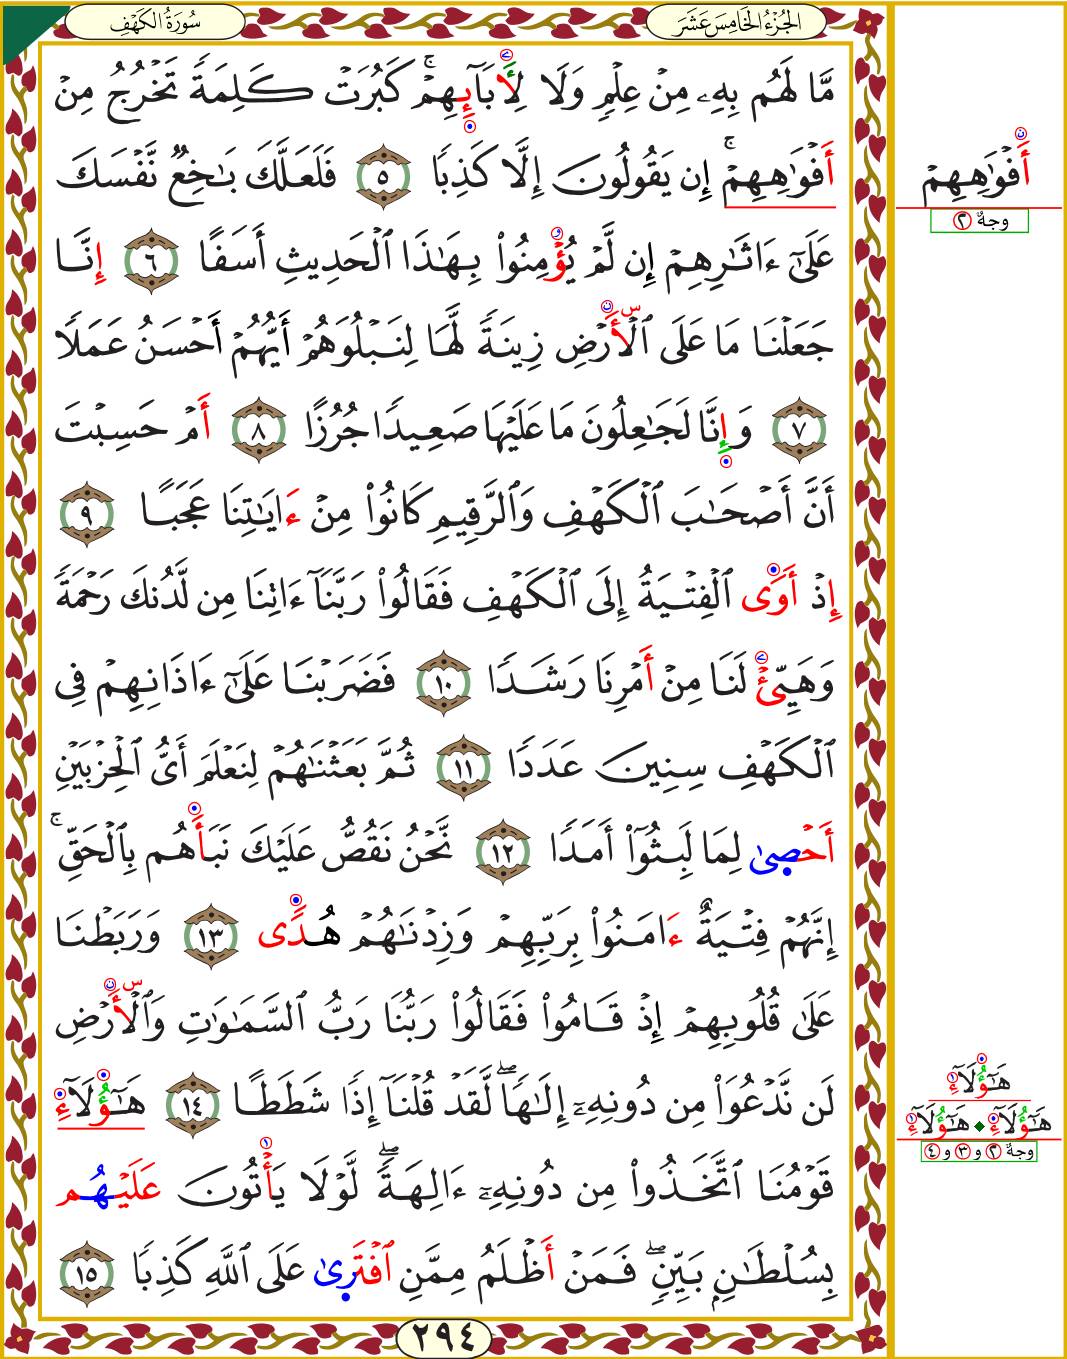 الجُزْءُ الخَامِسَ عَشَرَ
سُورَةُ الكَهْفِ
مَّا لَهُم بِهِۦ مِنْ عِلْمٍ وَلَا لِأَبَآئِهِمْۚ كَبُرَتْ كَلِمَةً تَخْرُجُ مِنْ
أَفْوَٰهِهِمْۚ إِن يَقُولُونَ إِلَّا كَذِبًا ٥ فَلَعَلَّكَ بَٰخِعٌ نَّفْسَكَ
عَلَىٰٓ ءَاثَٰرِهِمْ إِن لَّمْ يُؤْمِنُوا۟ بِهَٰذَا ٱلْحَدِيثِ أَسَفًا ٦ إِنَّا
جَعَلْنَا مَا عَلَى ٱلْأَرْضِ زِينَةً لَّهَا لِنَبْلُوَهُمْ أَيُّهُمْ أَحْسَنُ عَمَلًا
٧ وَإِنَّا لَجَٰعِلُونَ مَا عَلَيْهَا صَعِيدًا جُرُزًا ٨ أَمْ حَسِبْتَ
أَنَّ أَصْحَٰبَ ٱلْكَهْفِ وَٱلرَّقِيمِ كَانُوا۟ مِنْ ءَايَٰتِنَا عَجَبًا ٩
إِذْ أَوَى ٱلْفِتْيَةُ إِلَى ٱلْكَهْفِ فَقَالُوا۟ رَبَّنَآ ءَاتِنَا مِن لَّدُنكَ رَحْمَةً
وَهَيِّئْ لَنَا مِنْ أَمْرِنَا رَشَدًا ١٠ فَضَرَبْنَا عَلَىٰٓ ءَاذَانِهِمْ فِى
ٱلْكَهْفِ سِنِينَ عَدَدًا ١١ ثُمَّ بَعَثْنَٰهُمْ لِنَعْلَمَ أَىُّ ٱلْحِزْبَيْنِ
أَحْصىٰ لِمَا لَبِثُوٓا۟ أَمَدًا ١٢ نَّحْنُ نَقُصُّ عَلَيْكَ نَبَأَهُم بِٱلْحَقِّۚ
إِنَّهُمْ فِتْيَةٌ ءَامَنُوا۟ بِرَبِّهِمْ وَزِدْنَٰهُمْ هُدًى ١٣ وَرَبَطْنَا
عَلَىٰ قُلُوبِهِمْ إِذْ قَامُوا۟ فَقَالُوا۟ رَبُّنَا رَبُّ ٱلسَّمَٰوَٰتِ وَٱلْأَرْضِ
لَن نَّدْعُوَا۟ مِن دُونِهِۦٓ إِلَٰهًاۖ لَّقَدْ قُلْنَآ إِذًا شَطَطًا ١٤ هَٰٓؤُلَآءِ
قَوْمُنَا ٱتَّخَذُوا۟ مِن دُونِهِۦٓ ءَالِهَةًۖ لَّوْلَا يَأْتُونَ عَلَيْهُم
بِسُلْطَٰنٍۭ بَيِّنٍۖ فَمَنْ أَظْلَمُ مِمَّنِ ٱفْتَرىٰ عَلَى ٱللَّهِ كَذِبًا ١٥
٢٩٤
أَفْوَٰهِهِمْ
وجهٌ ٢
هَٰٓؤُلَآءِ
هَٰٓؤُلَآءِ هَٰٓؤُلَآءِ
وجهٌ ٢ و ٣ و ٤